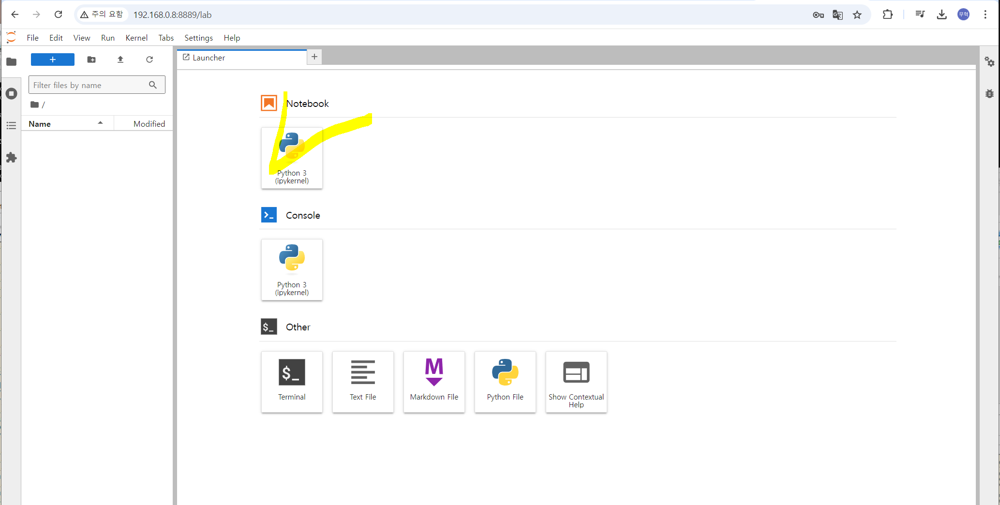 주의 요함 192.168.0.8:8889/lab
무혁
File Edit View Run Kernel Tabs Settings Help
+
Launcher
+
Filter files by name
/
Name Modified
Notebook
Python 3
(ipykernel)
Console
Python 3
(ipykernel)
Other
$_
Terminal
Text File
M
Markdown File
Python File
Show Contextual
Help